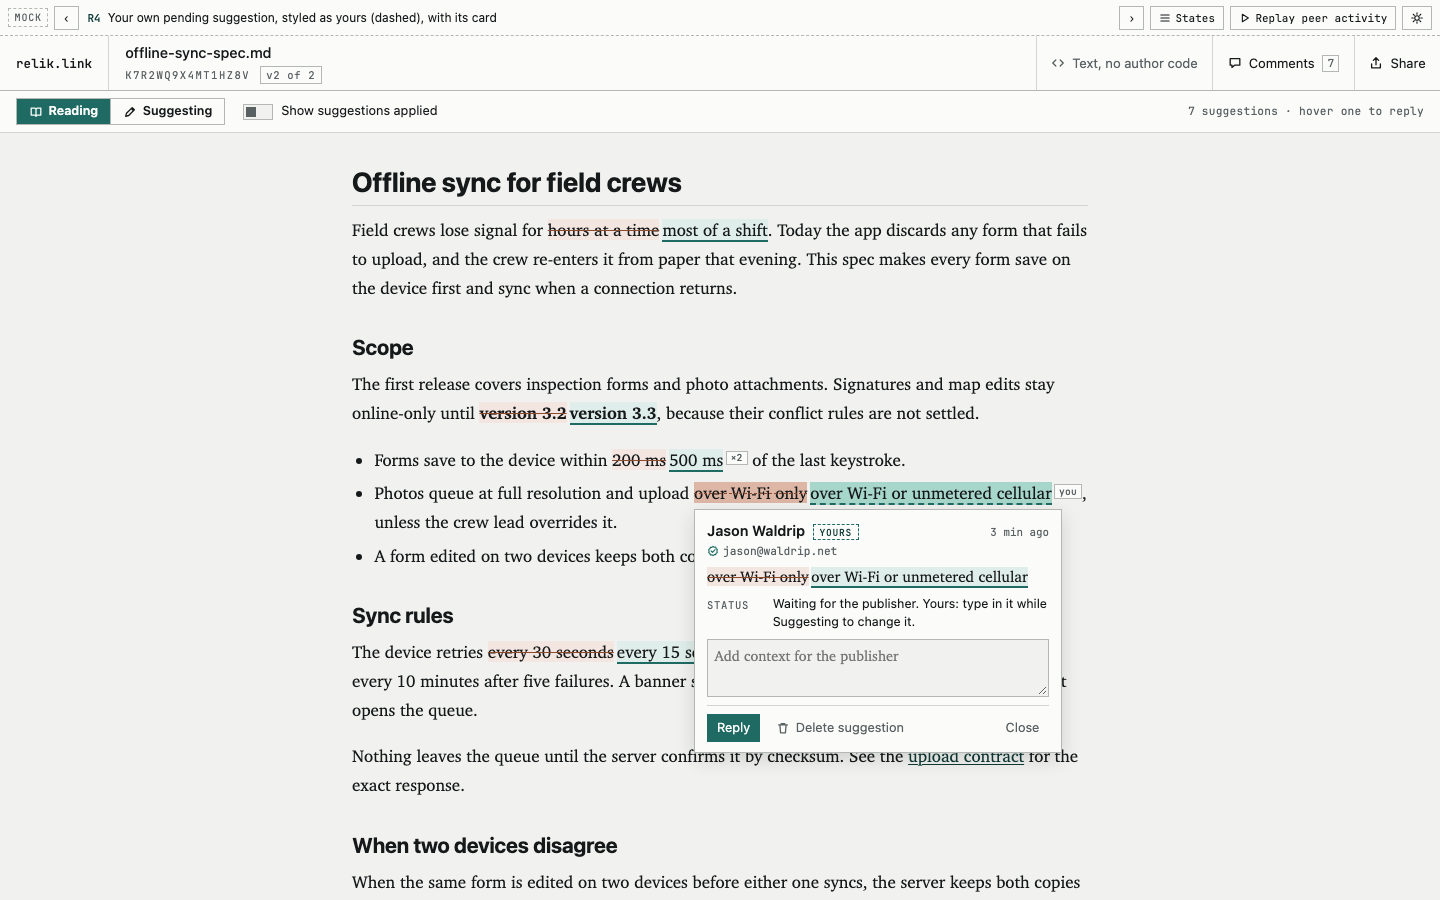 MOCK ‹ R4 Your own pending suggestion, styled as yours (dashed), with its card › States Replay peer activity
relik.link
offline-sync-spec.md
K7R2WQ9X4MT1HZ8V v2 of 2
Text, no author code Comments 7 Share
Reading Suggesting Show suggestions applied 7 suggestions · hover one to reply
Offline sync for field crews
Field crews lose signal for hours at a time most of a shift. Today the app discards any form that fails
to upload, and the crew re-enters it from paper that evening. This spec makes every form save on
the device first and sync when a connection returns.
Scope
The first release covers inspection forms and photo attachments. Signatures and map edits stay
online-only until version 3.2 version 3.3, because their conflict rules are not settled.
• Forms save to the device within 200 ms 500 ms ×2 of the last keystroke.
• Photos queue at full resolution and upload over Wi-Fi only over Wi-Fi or unmetered cellular you ,
unless the crew lead overrides it.
• A form edited on two devices keeps both
Jason Waldrip YOURS 3 min ago
jason@waldrip.net
over Wi-Fi only over Wi-Fi or unmetered cellular
STATUS Waiting for the publisher. Yours: type in it while
Suggesting to change it.
Add context for the publisher
Reply Delete suggestion Close
Sync rules
The device retries every 30 seconds every 15
every 10 minutes after five failures. A banner
opens the queue.
Nothing leaves the queue until the server confirms it by checksum. See the upload contract for the
exact response.
When two devices disagree
When the same form is edited on two devices before either one syncs, the server keeps both copies